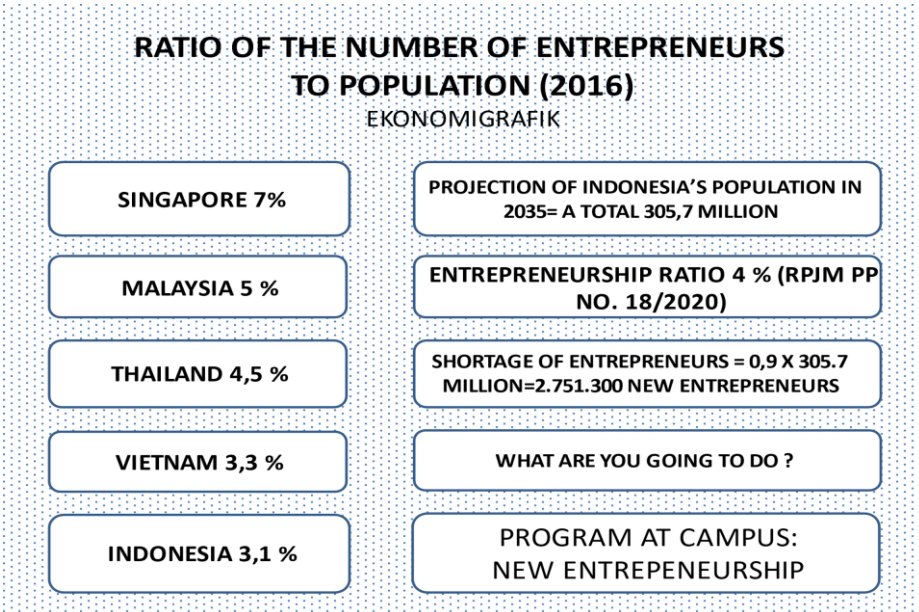 RATIO OF THE NUMBER OF ENTREPRENEURS
TO POPULATION (2016)
EKONOMIGRAFIK
SINGAPORE 7%
MALAYSIA 5 %
THAILAND 4,5 %
VIETNAM 3,3 %
INDONESIA 3,1 %
PROJECTION OF INDONESIA’S POPULATION IN
2035= A TOTAL 305,7 MILLION
ENTREPRENEURSHIP RATIO 4 % (RPJM PP
NO. 18/2020)
SHORTAGE OF ENTREPRENEURS = 0,9 X 305.7
MILLION=2.751.300 NEW ENTREPRENEURS
WHAT ARE YOU GOING TO DO ?
PROGRAM AT CAMPUS:
NEW ENTREPENEURSHIP